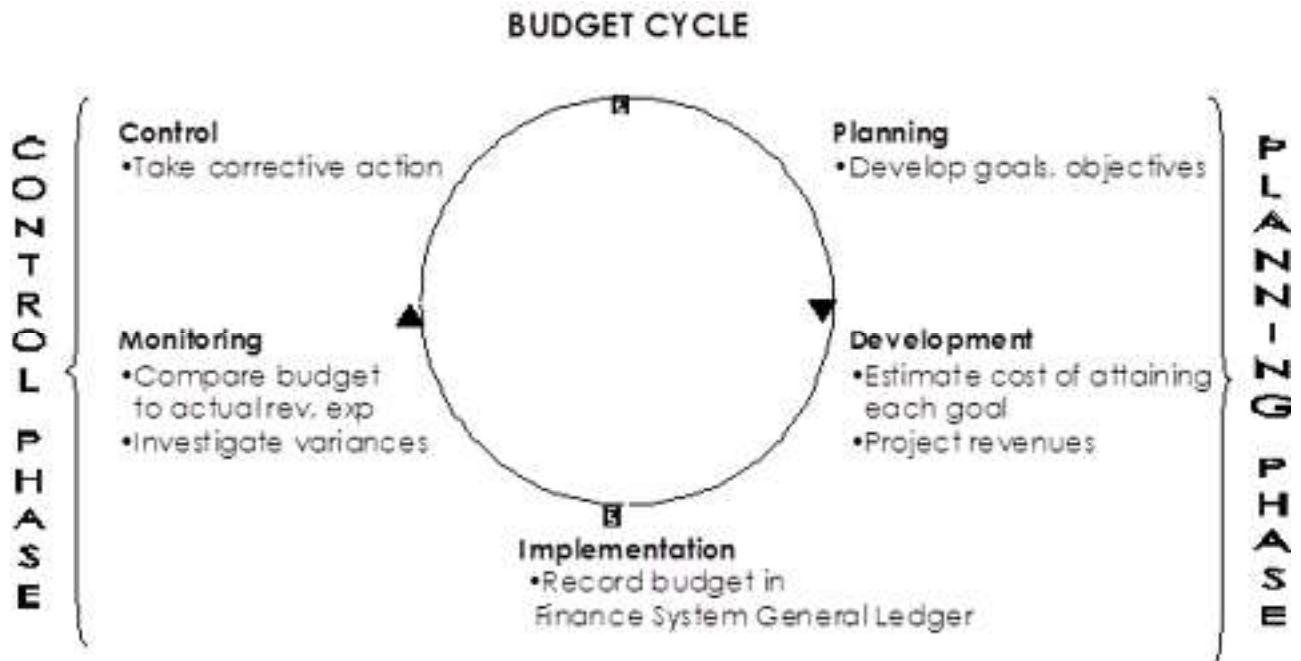 BUDGET CYCLE
CONTROL PHASE
Control
•Take corrective action
Monitoring
•Compare budget
to actual rev. exp
•Investigate variances
Planning
•Develop goals, objectives
Development
•Estimate cost of attaining
each goal
•Project revenues
Implementation
•Record budget in
Finance System General Ledger
PLANNING PHASE